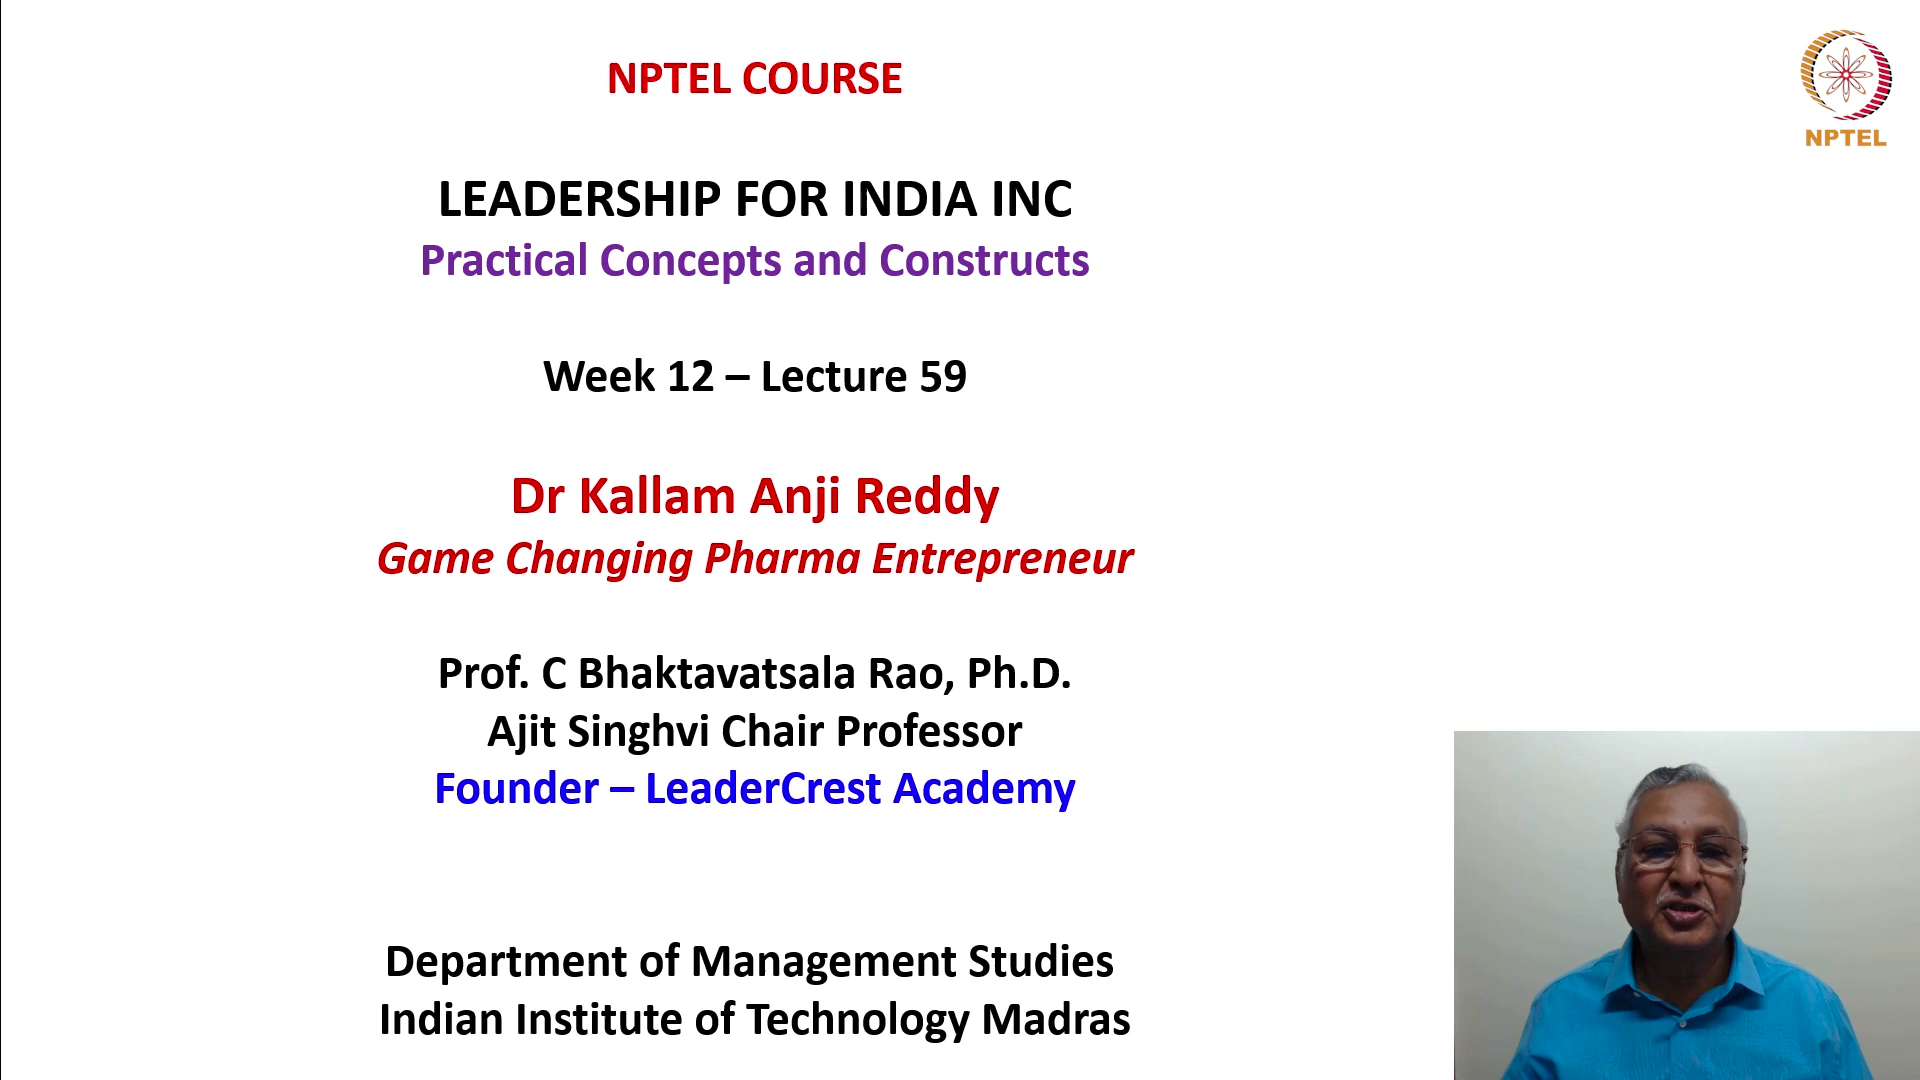 NPTEL COURSE
NPTEL
LEADERSHIP FOR INDIA INC
Practical Concepts and Constructs
Week 12 – Lecture 59
Dr Kallam Anji Reddy
Game Changing Pharma Entrepreneur
Prof. C Bhaktavatsala Rao, Ph.D.
Ajit Singhvi Chair Professor
Founder – LeaderCrest Academy
Department of Management Studies
Indian Institute of Technology Madras